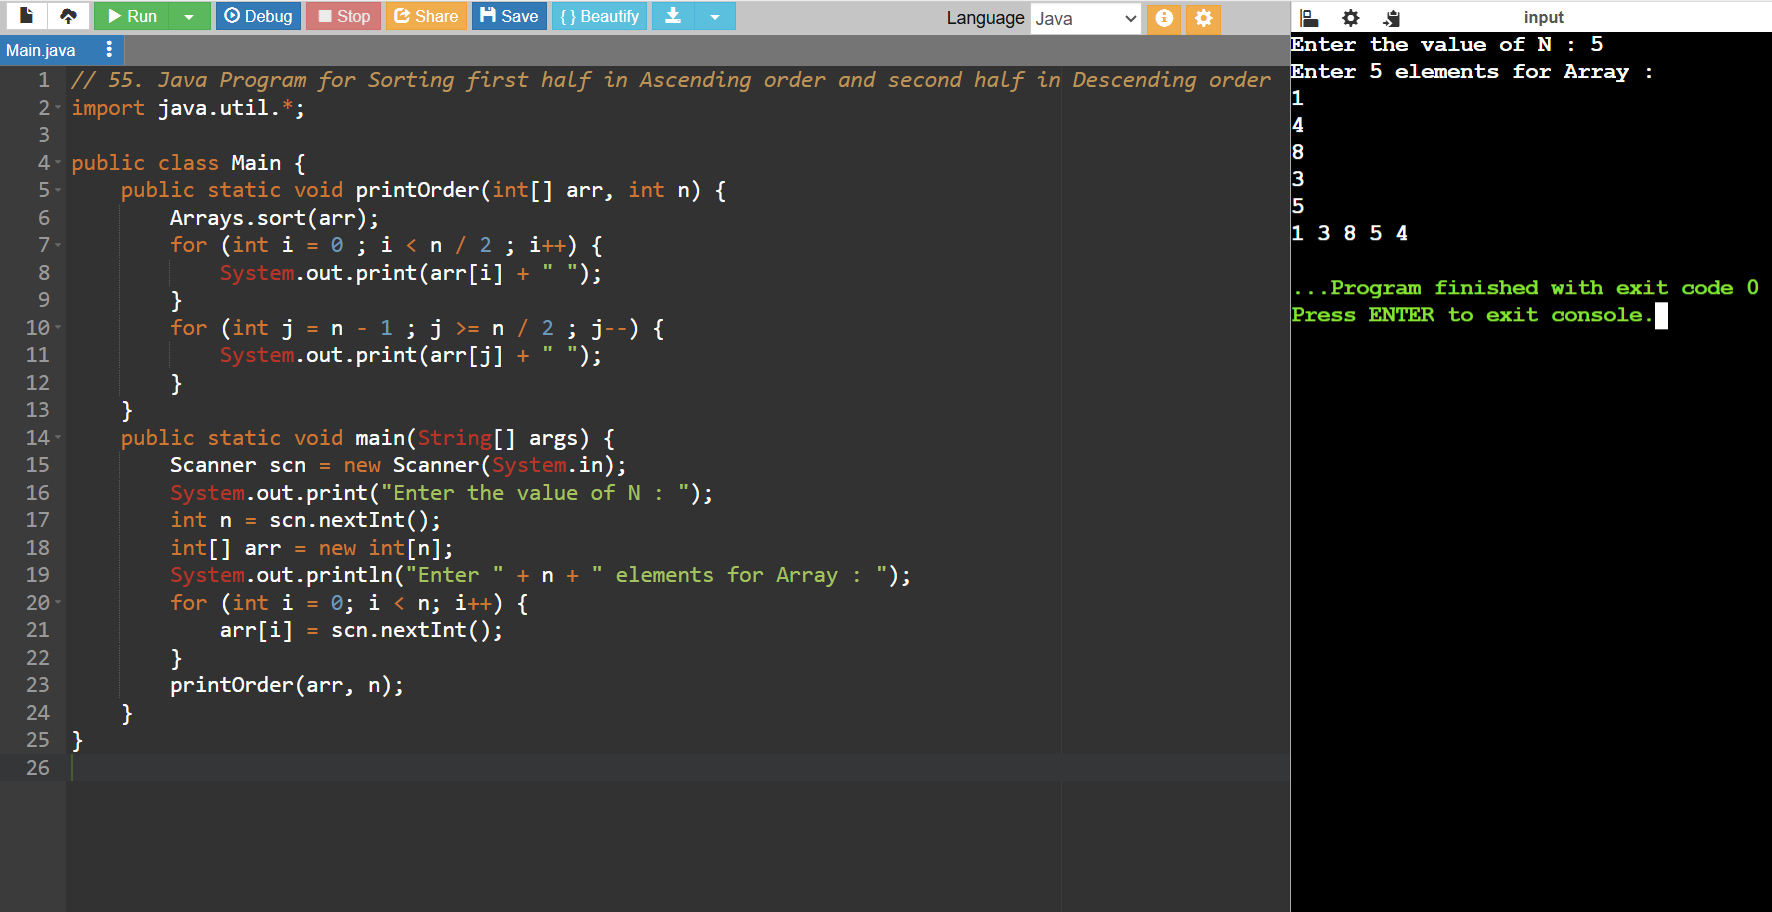 Run Debug Stop Share Save { } Beautify Language Java
Main.java
1 // 55. Java Program for Sorting first half in Ascending order and second half in Descending order
2 import java.util.*;
3
4 public class Main {
5 public static void printOrder(int[] arr, int n) {
6 Arrays.sort(arr);
7 for (int i = 0 ; i < n / 2 ; i++) {
8 System.out.print(arr[i] + " ");
9 }
10 for (int j = n - 1 ; j >= n / 2 ; j--) {
11 System.out.print(arr[j] + " ");
12 }
13 }
14 public static void main(String[] args) {
15 Scanner scn = new Scanner(System.in);
16 System.out.print("Enter the value of N : ");
17 int n = scn.nextInt();
18 int[] arr = new int[n];
19 System.out.println("Enter " + n + " elements for Array : ");
20 for (int i = 0; i < n; i++) {
21 arr[i] = scn.nextInt();
22 }
23 printOrder(arr, n);
24 }
25 }
26
input
Enter the value of N : 5
Enter 5 elements for Array :
1
4
8
3
5
1 3 8 5 4
...Program finished with exit code 0
Press ENTER to exit console.